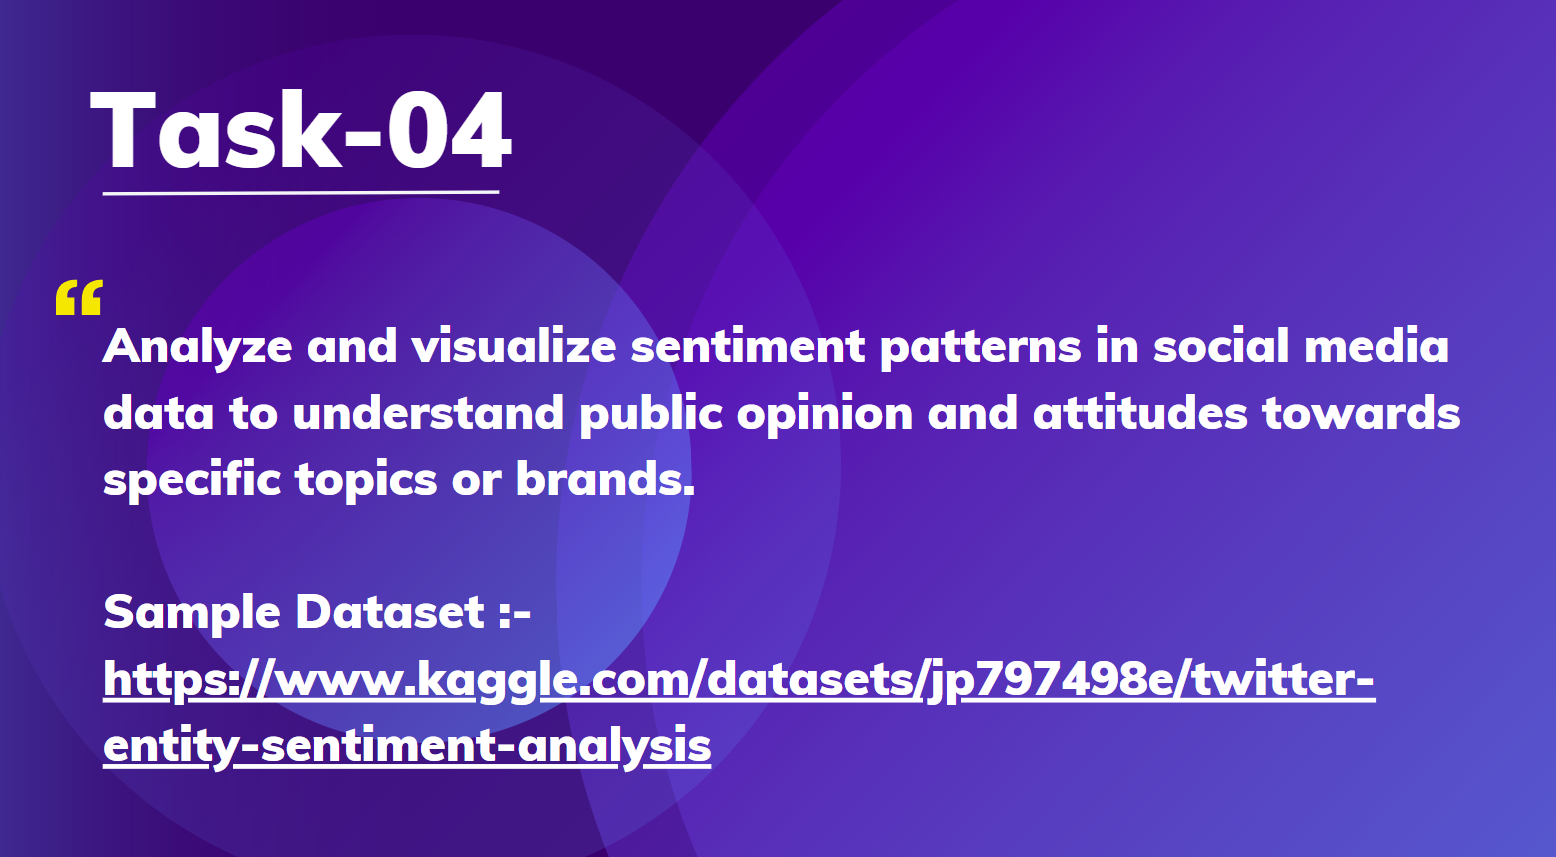 Task-04
“
Analyze and visualize sentiment patterns in social media
data to understand public opinion and attitudes towards
specific topics or brands.
Sample Dataset :-
https://www.kaggle.com/datasets/jp797498e/twitter-
entity-sentiment-analysis